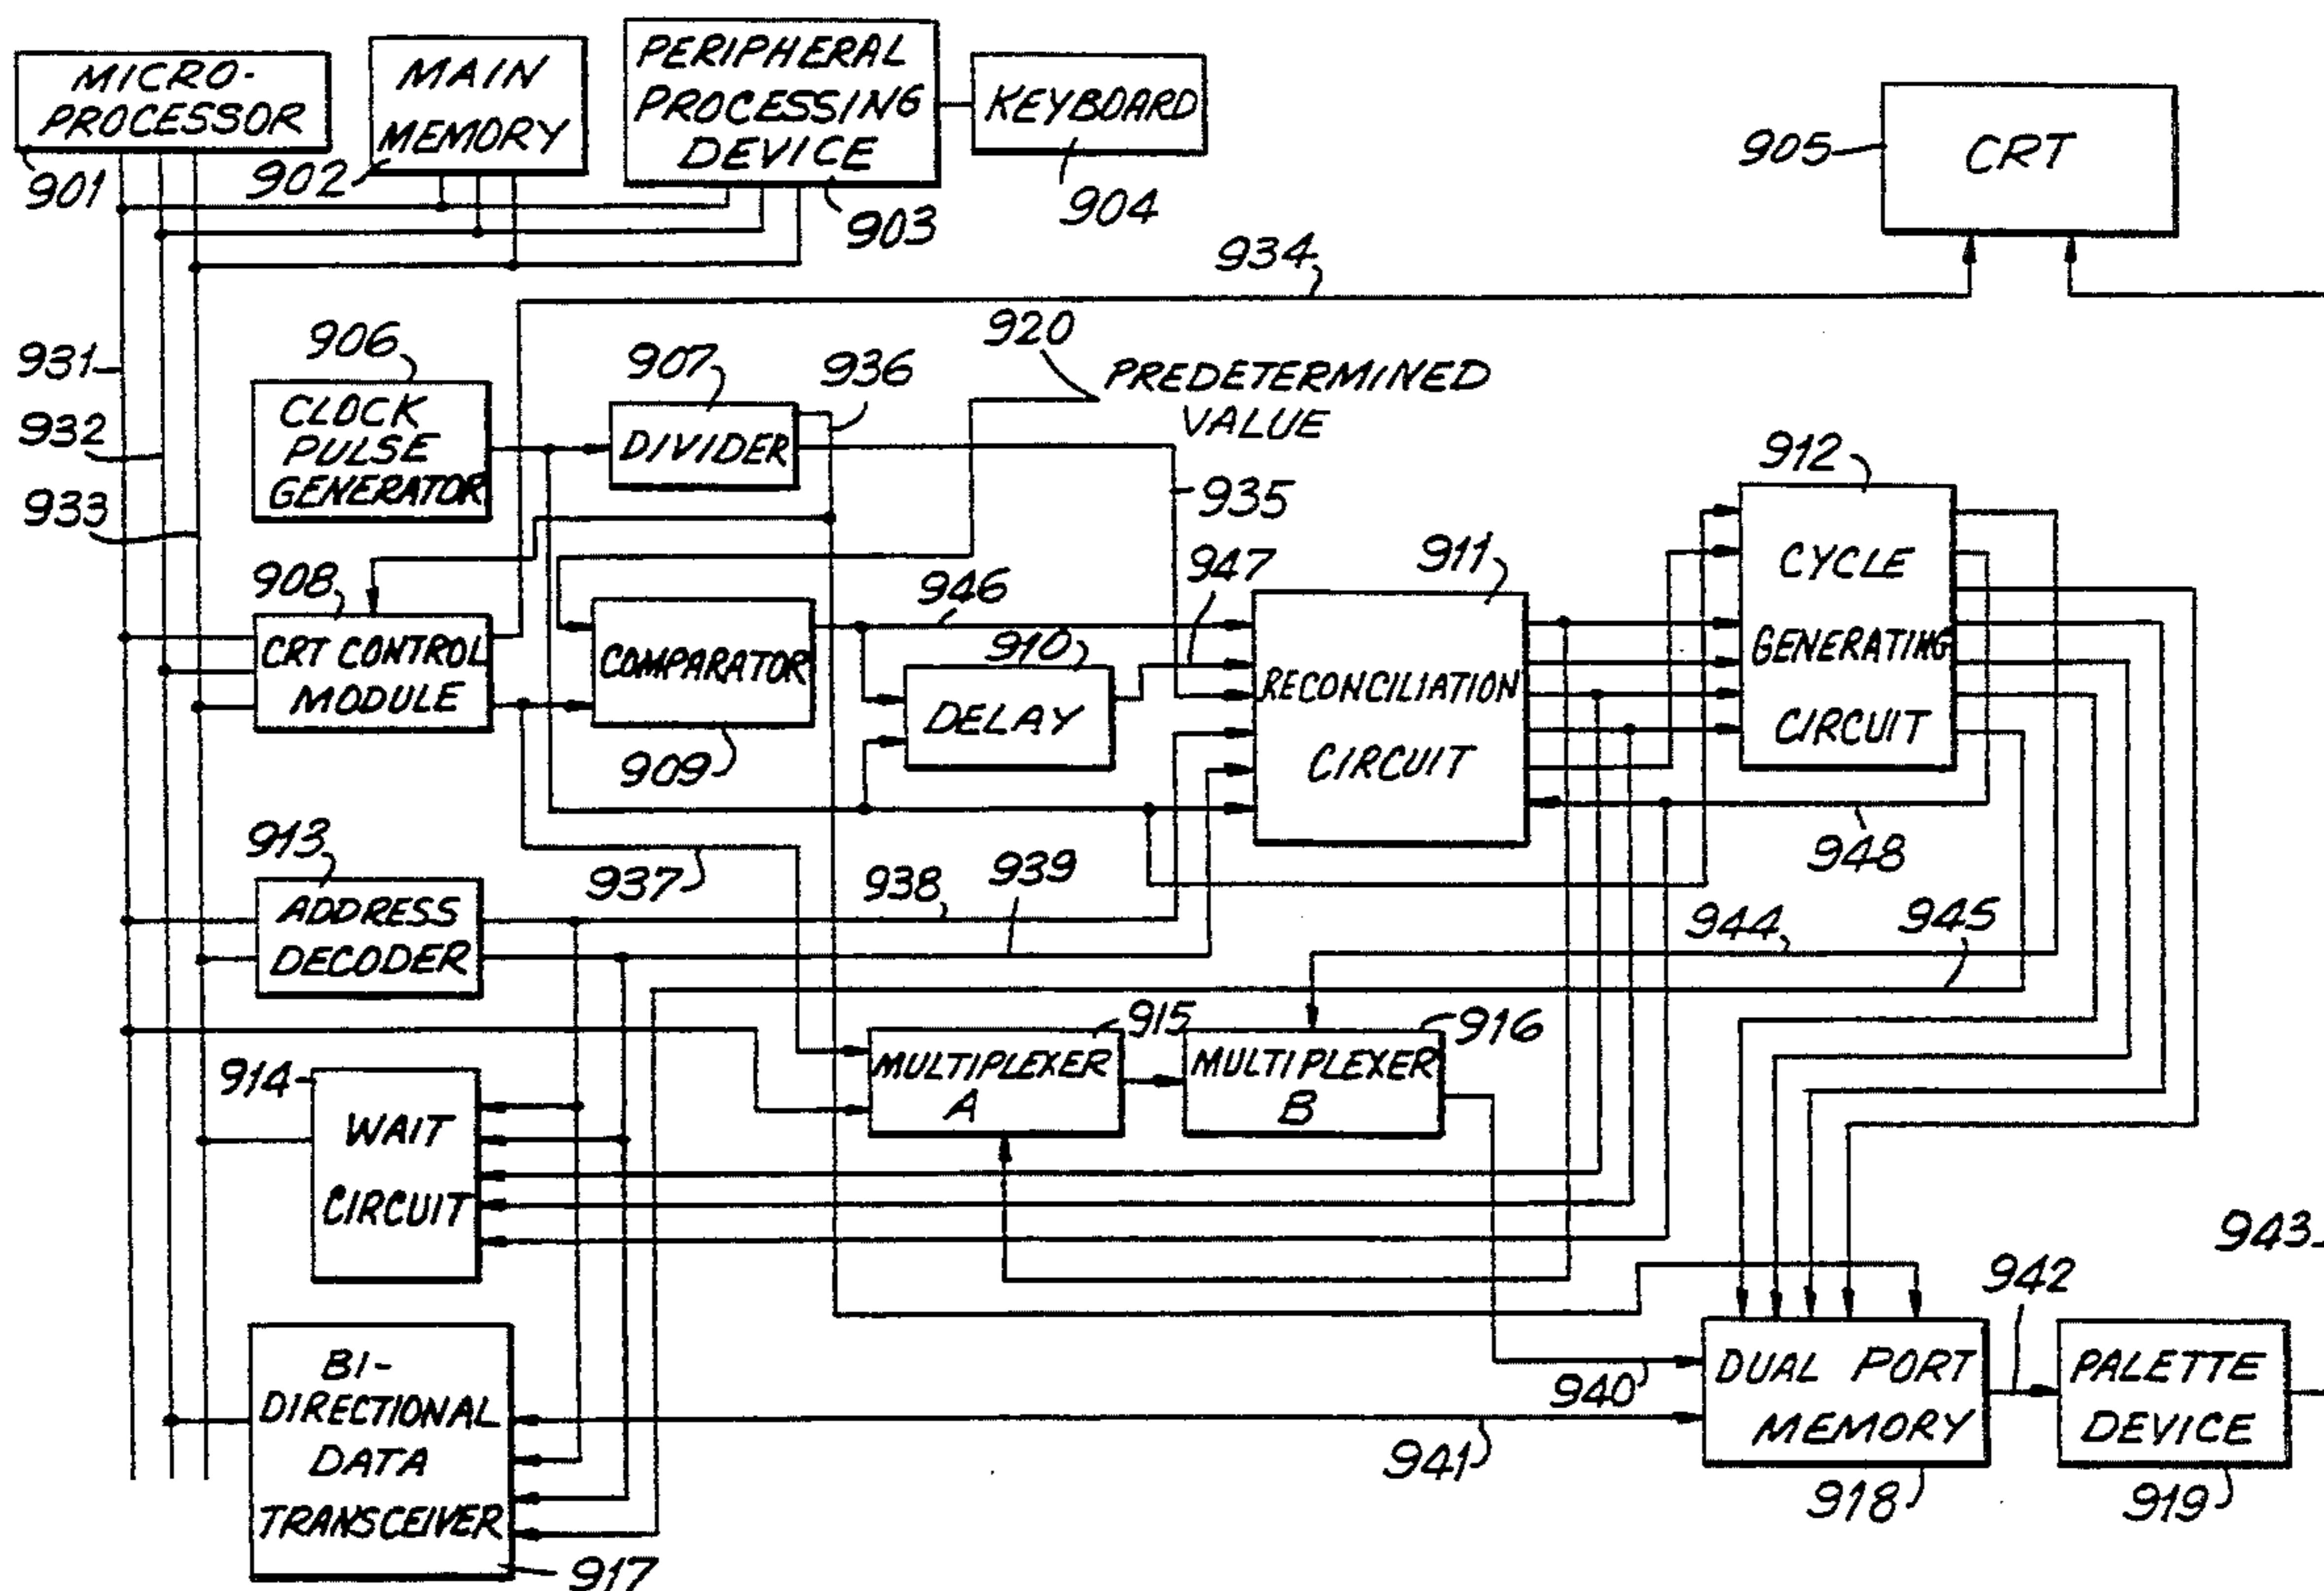 MICRO-
PROCESSOR
901
MAIN
MEMORY
902
PERIPHERAL
PROCESSING
DEVICE
903
KEYBOARD
904
CRT
905
934
931
932
933
906
CLOCK
PULSE
GENERATOR
907
DIVIDER
936
920
PREDETERMINED
VALUE
935
908
CRT CONTROL
MODULE
COMPARATOR
909
946
947
910
DELAY
911
RECONCILIATION
CIRCUIT
912
CYCLE
GENERATING
CIRCUIT
948
937
938
939
944
945
913
ADDRESS
DECODER
914
WAIT
CIRCUIT
915
MULTIPLEXER
A
916
MULTIPLEXER
B
BI-
DIRECTIONAL
DATA
TRANSCEIVER
917
940
941
DUAL PORT
MEMORY
918
942
PALETTE
DEVICE
919
943